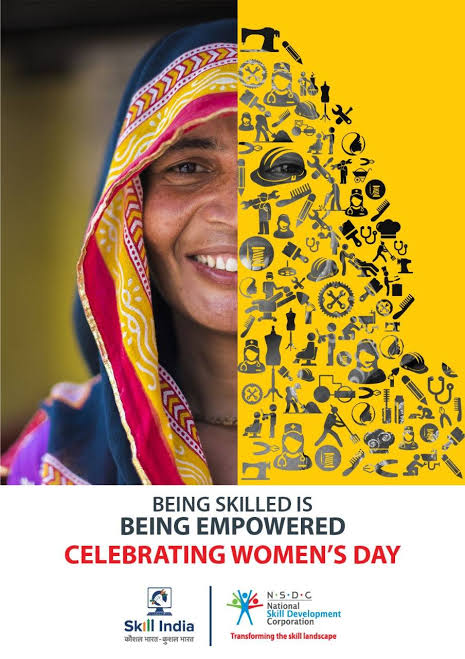 BEING SKILLED IS
BEING EMPOWERED
CELEBRATING WOMEN'S DAY
Skill India
कौशल भारत-कुशल भारत
N·S·D·C
National
Skill Development
Corporation
Transforming the skill landscape